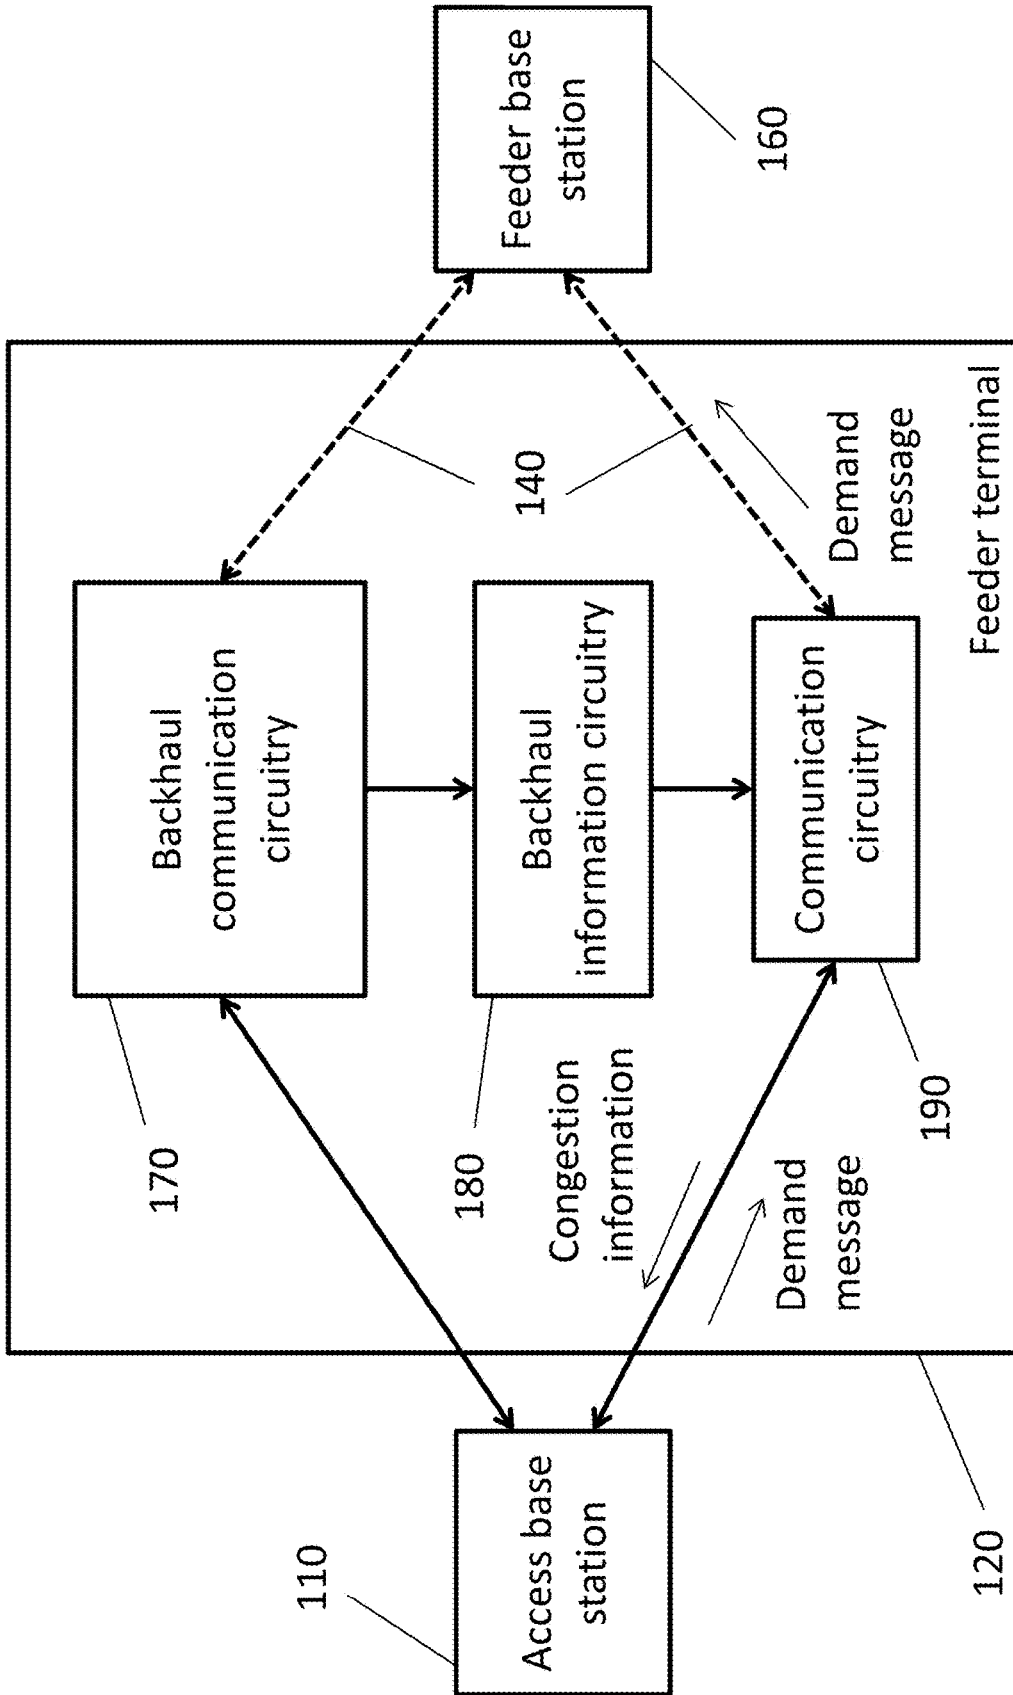 110
Access base
station
120
170
Backhaul
communication
circuitry
180
Backhaul
information circuitry
Congestion
information
Demand
message
190
Communication
circuitry
140
Demand
message
Feeder terminal
Feeder base
station
160